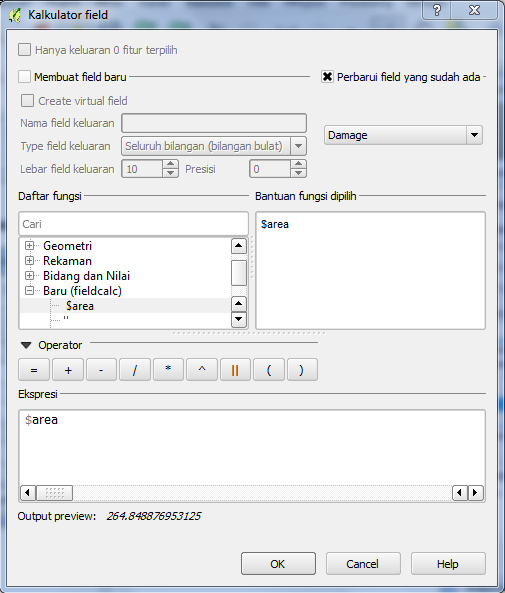 Kalkulator field
Hanya keluaran 0 fitur terpilih
Membuat field baru
Perbarui field yang sudah ada
Create virtual field
Nama field keluaran
Type field keluaran Seluruh bilangan (bilangan bulat)
Damage
Lebar field keluaran 10 Presisi 0
Daftar fungsi
Bantuan fungsi dipilih
Cari
$area
Geometri
Rekaman
Bidang dan Nilai
Baru (fieldcalc)
$area
''
Operator
= + - / * ^ || ( )
Ekspresi
$area
Output preview: 264.848876953125
OK Cancel Help